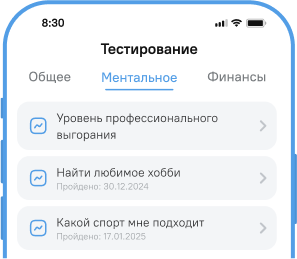 8:30
Тестирование
Общее Ментальное Финансы
Уровень профессионального
выгорания
Найти любимое хобби
Пройдено: 30.12.2024
Какой спорт мне подходит
Пройдено: 17.01.2025